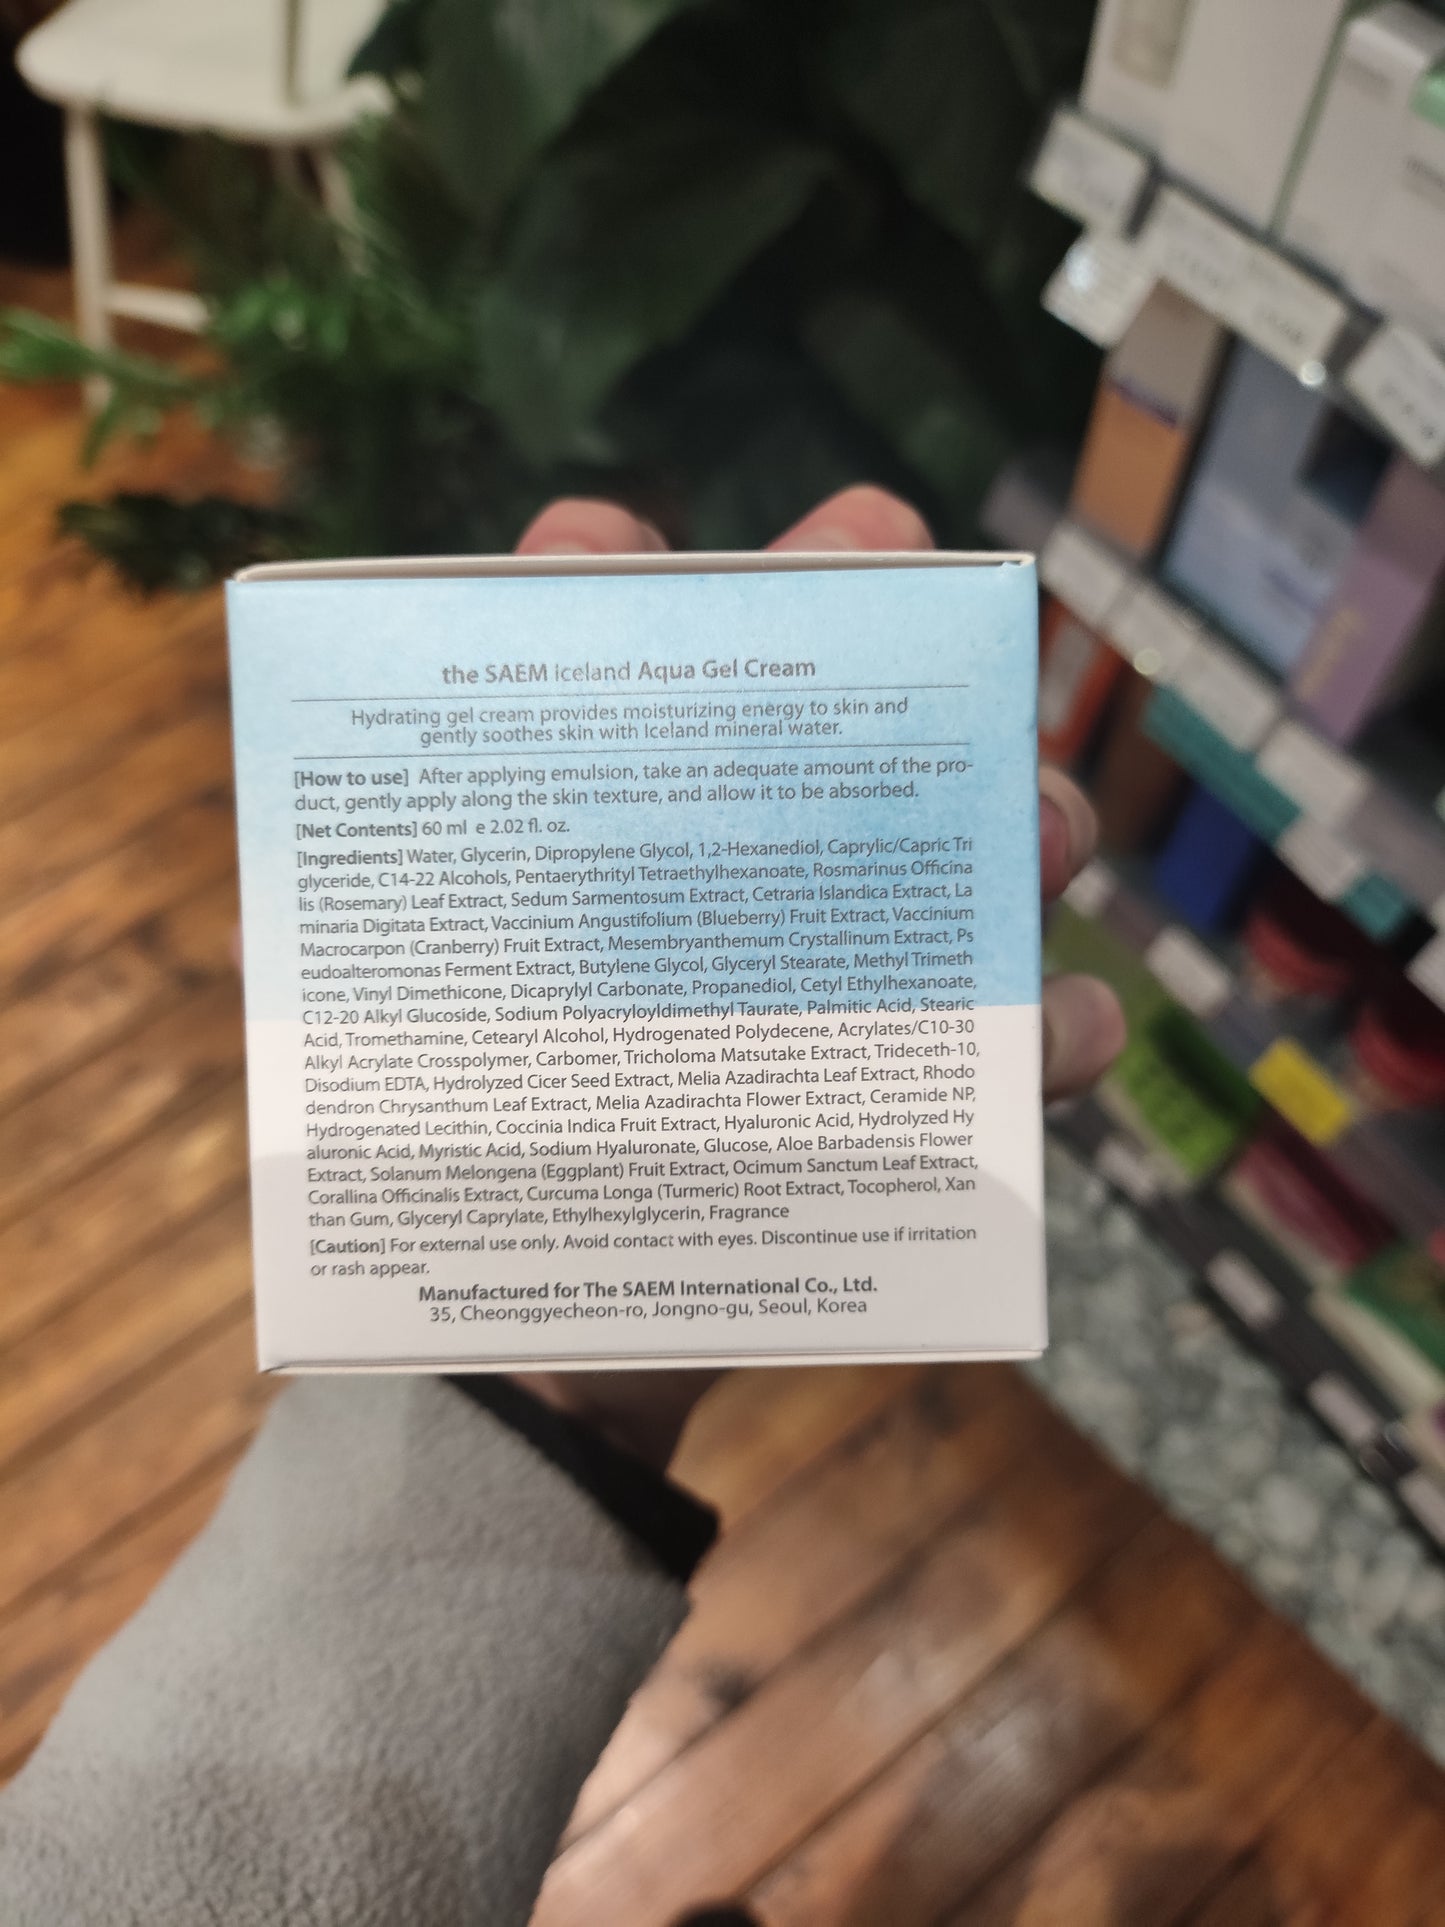 the SAEM Iceland Aqua Gel Cream
Hydrating gel cream provides moisturizing energy to skin and
gently soothes skin with Iceland mineral water.
[How to use] After applying emulsion, take an adequate amount of the pro-
duct, gently apply along the skin texture, and allow it to be absorbed.
[Net Contents] 60 ml e 2.02 fl. oz.
[Ingredients] Water, Glycerin, Dipropylene Glycol, 1,2-Hexanediol, Caprylic/Capric Tri
glyceride, C14-22 Alcohols, Pentaerythrityl Tetraethylhexanoate, Rosmarinus Officina
lis (Rosemary) Leaf Extract, Sedum Sarmentosum Extract, Cetraria Islandica Extract, La
minaria Digitata Extract, Vaccinium Angustifolium (Blueberry) Fruit Extract, Vaccinium
Macrocarpon (Cranberry) Fruit Extract, Mesembryanthemum Crystallinum Extract, Ps
eudoalteromonas Ferment Extract, Butylene Glycol, Glyceryl Stearate, Methyl Trimeth
icone, Vinyl Dimethicone, Dicaprylyl Carbonate, Propanediol, Cetyl Ethylhexanoate,
C12-20 Alkyl Glucoside, Sodium Polyacryloyldimethyl Taurate, Palmitic Acid, Stearic
Acid, Tromethamine, Cetearyl Alcohol, Hydrogenated Polydecene, Acrylates/C10-30
Alkyl Acrylate Crosspolymer, Carbomer, Tricholoma Matsutake Extract, Trideceth-10,
Disodium EDTA, Hydrolyzed Cicer Seed Extract, Melia Azadirachta Leaf Extract, Rhodo
dendron Chrysanthum Leaf Extract, Melia Azadirachta Flower Extract, Ceramide NP,
Hydrogenated Lecithin, Coccinia Indica Fruit Extract, Hyaluronic Acid, Hydrolyzed Hy
aluronic Acid, Myristic Acid, Sodium Hyaluronate, Glucose, Aloe Barbadensis Flower
Extract, Solanum Melongena (Eggplant) Fruit Extract, Ocimum Sanctum Leaf Extract,
Corallina Officinalis Extract, Curcuma Longa (Turmeric) Root Extract, Tocopherol, Xan
than Gum, Glyceryl Caprylate, Ethylhexylglycerin, Fragrance
[Caution] For external use only. Avoid contact with eyes. Discontinue use if irritation
or rash appear.
Manufactured for The SAEM International Co., Ltd.
35, Cheonggyecheon-ro, Jongno-gu, Seoul, Korea